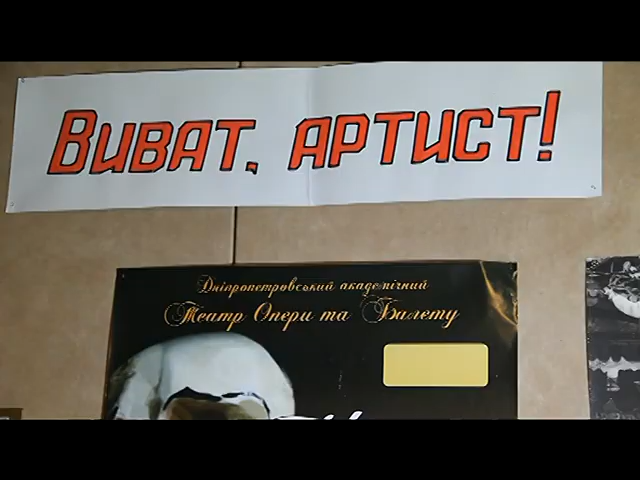 Виват, артист!
Дніпропетровський академічний
Театр Опери та Балету